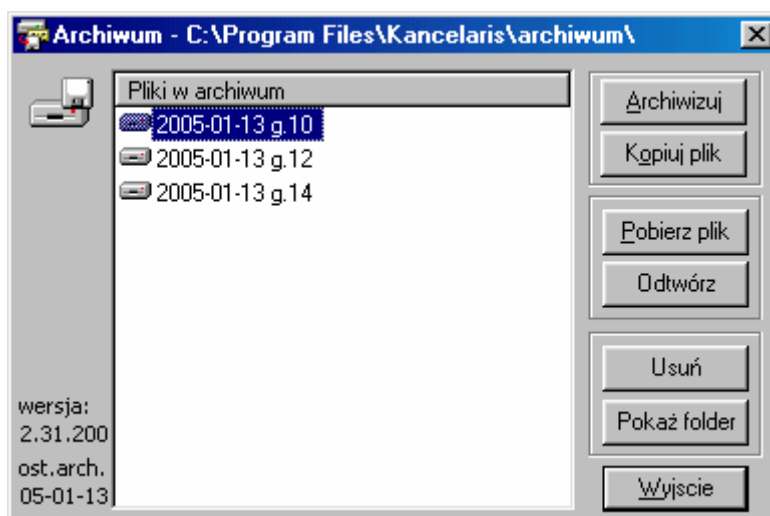 Archiwum - C:\Program Files\Kancelaris\archiwum\
Pliki w archiwum
2005-01-13 g.10
2005-01-13 g.12
2005-01-13 g.14
wersja:
2.31.200
ost.arch.
05-01-13
Archiwizuj
Kopiuj plik
Pobierz plik
Odtwórz
Usuń
Pokaż folder
Wyjscie